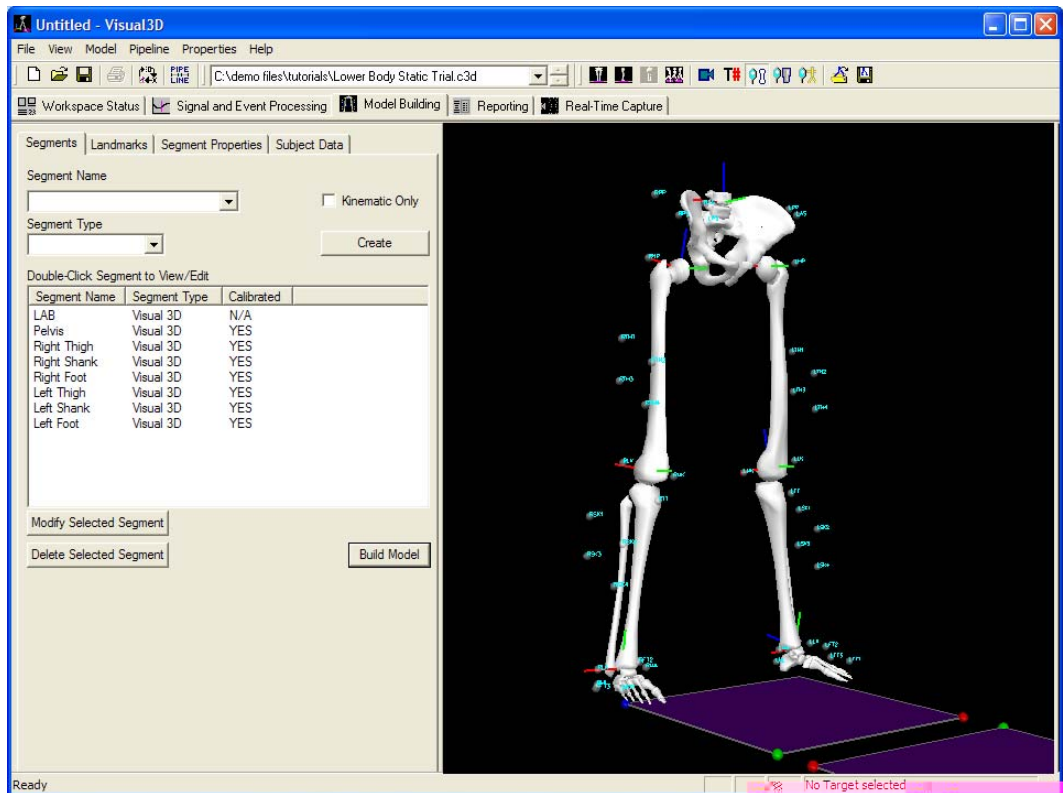 Untitled - Visual3D
File View Model Pipeline Properties Help
PIPE LINE C:\demo files\tutorials\Lower Body Static Trial.c3d T#
Workspace Status Signal and Event Processing Model Building Reporting Real-Time Capture
Segments Landmarks Segment Properties Subject Data
Segment Name
Kinematic Only
Segment Type
Create
Double-Click Segment to View/Edit
Segment Name Segment Type Calibrated
LAB Visual 3D N/A
Pelvis Visual 3D YES
Right Thigh Visual 3D YES
Right Shank Visual 3D YES
Right Foot Visual 3D YES
Left Thigh Visual 3D YES
Left Shank Visual 3D YES
Left Foot Visual 3D YES
Modify Selected Segment
Delete Selected Segment Build Model
Ready No Target selected